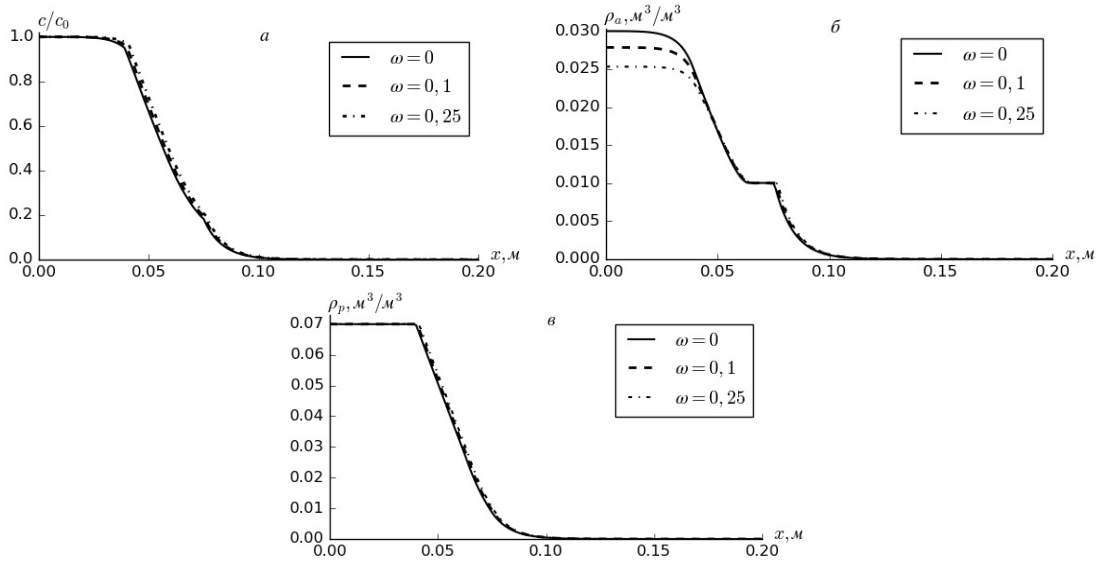 c/c₀
а
1.0
0.8
0.6
0.4
0.2
0.0
0.00 0.05 0.10 0.15 0.20
x, м
ω = 0
ω = 0, 1
ω = 0, 25
ρₐ, м³/м³
б
0.030
0.025
0.020
0.015
0.010
0.005
0.000
0.00 0.05 0.10 0.15 0.20
x, м
ω = 0
ω = 0, 1
ω = 0, 25
ρₚ, м³/м³
в
0.07
0.06
0.05
0.04
0.03
0.02
0.01
0.00
0.00 0.05 0.10 0.15 0.20
x, м
ω = 0
ω = 0, 1
ω = 0, 25